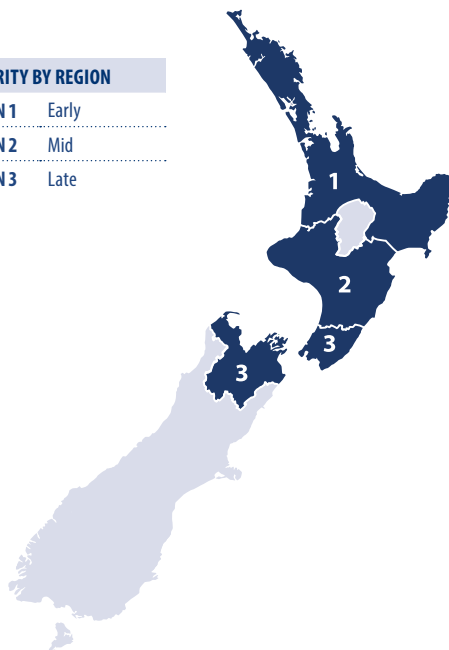 RITY BY REGION
N 1 Early
N 2 Mid
N 3 Late
1
2
3
3